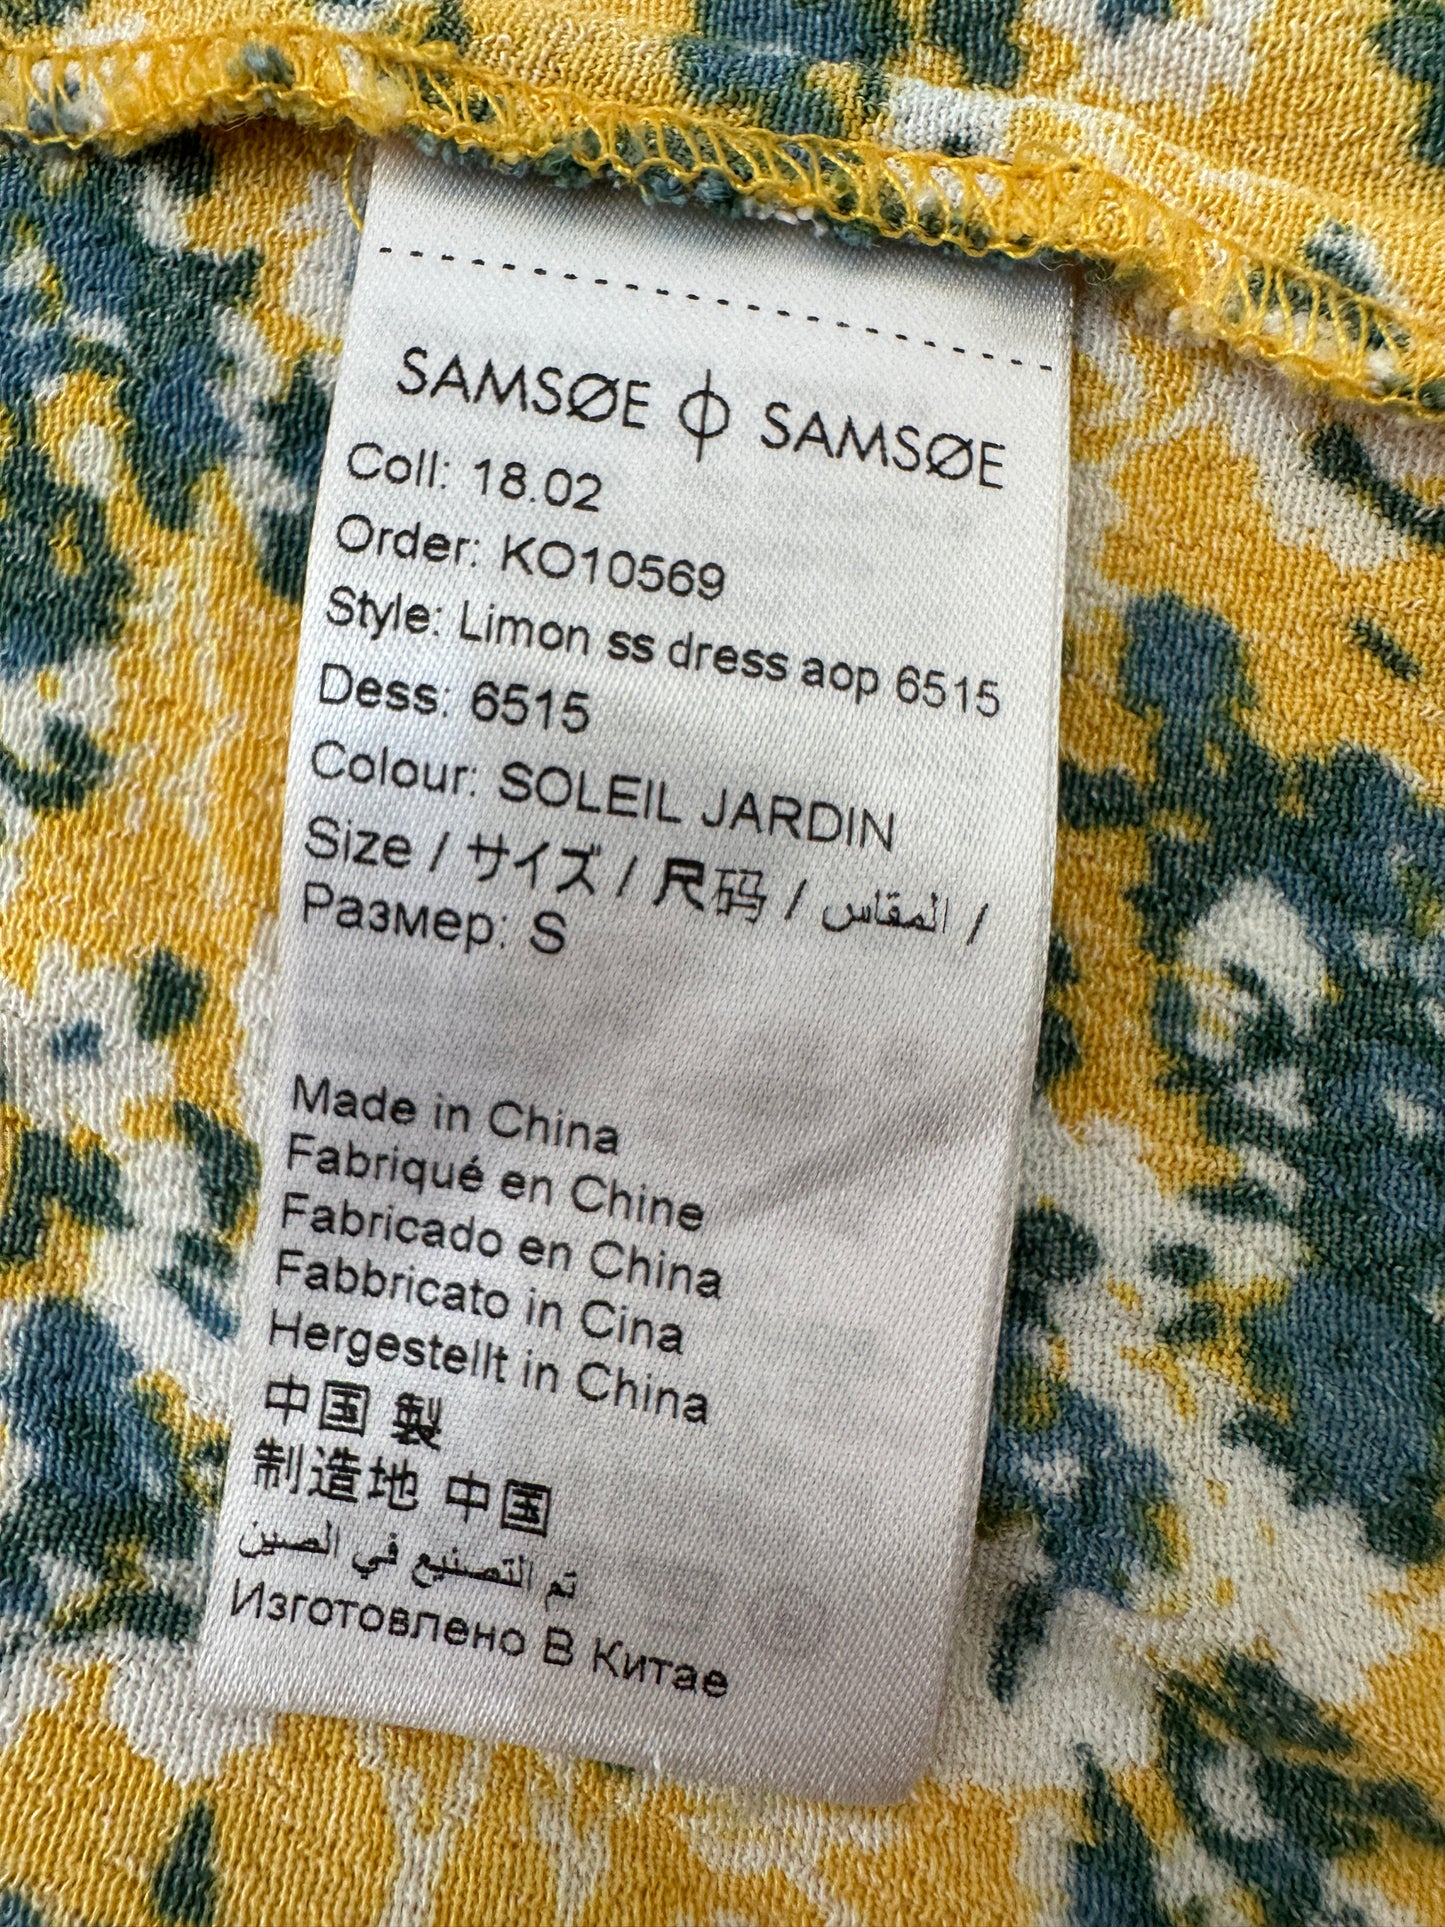 SAMSØE Φ SAMSØE
Coll: 18.02
Order: KO10569
Style: Limon ss dress aop 6515
Dess: 6515
Colour: SOLEIL JARDIN
Size / サイズ / 尺码 / المقاس /
Размер: S
Made in China
Fabriqué en Chine
Fabricado en China
Fabbricato in Cina
Hergestellt in China
中国 製
制造地 中国
تم التصنيع في الصين
Изготовлено В Китае